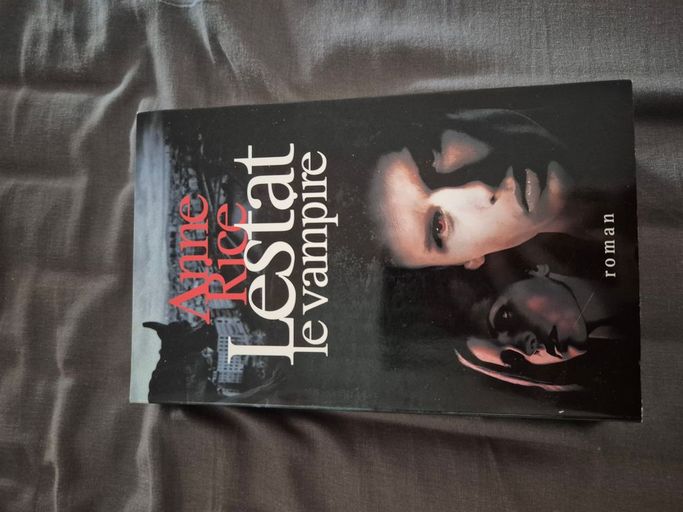 Anne
Rice
Lestat
le vampire
roman